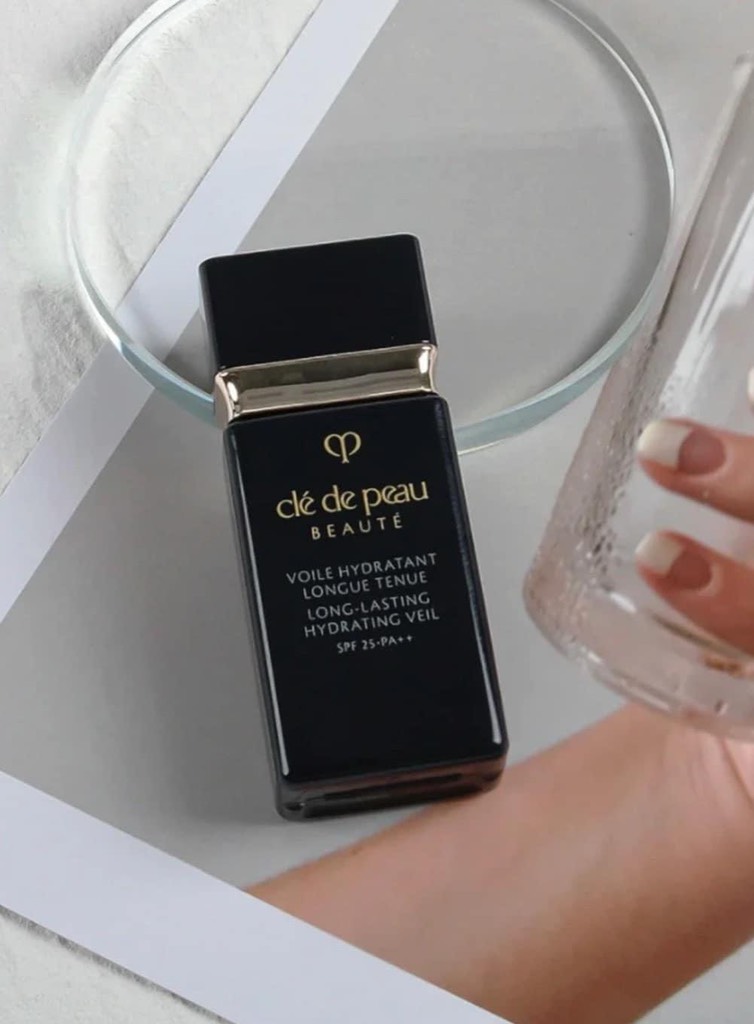 clé de peau
BEAUTÉ
VOILE HYDRATANT
LONGUE TENUE
LONG-LASTING
HYDRATING VEIL
SPF 25·PA++